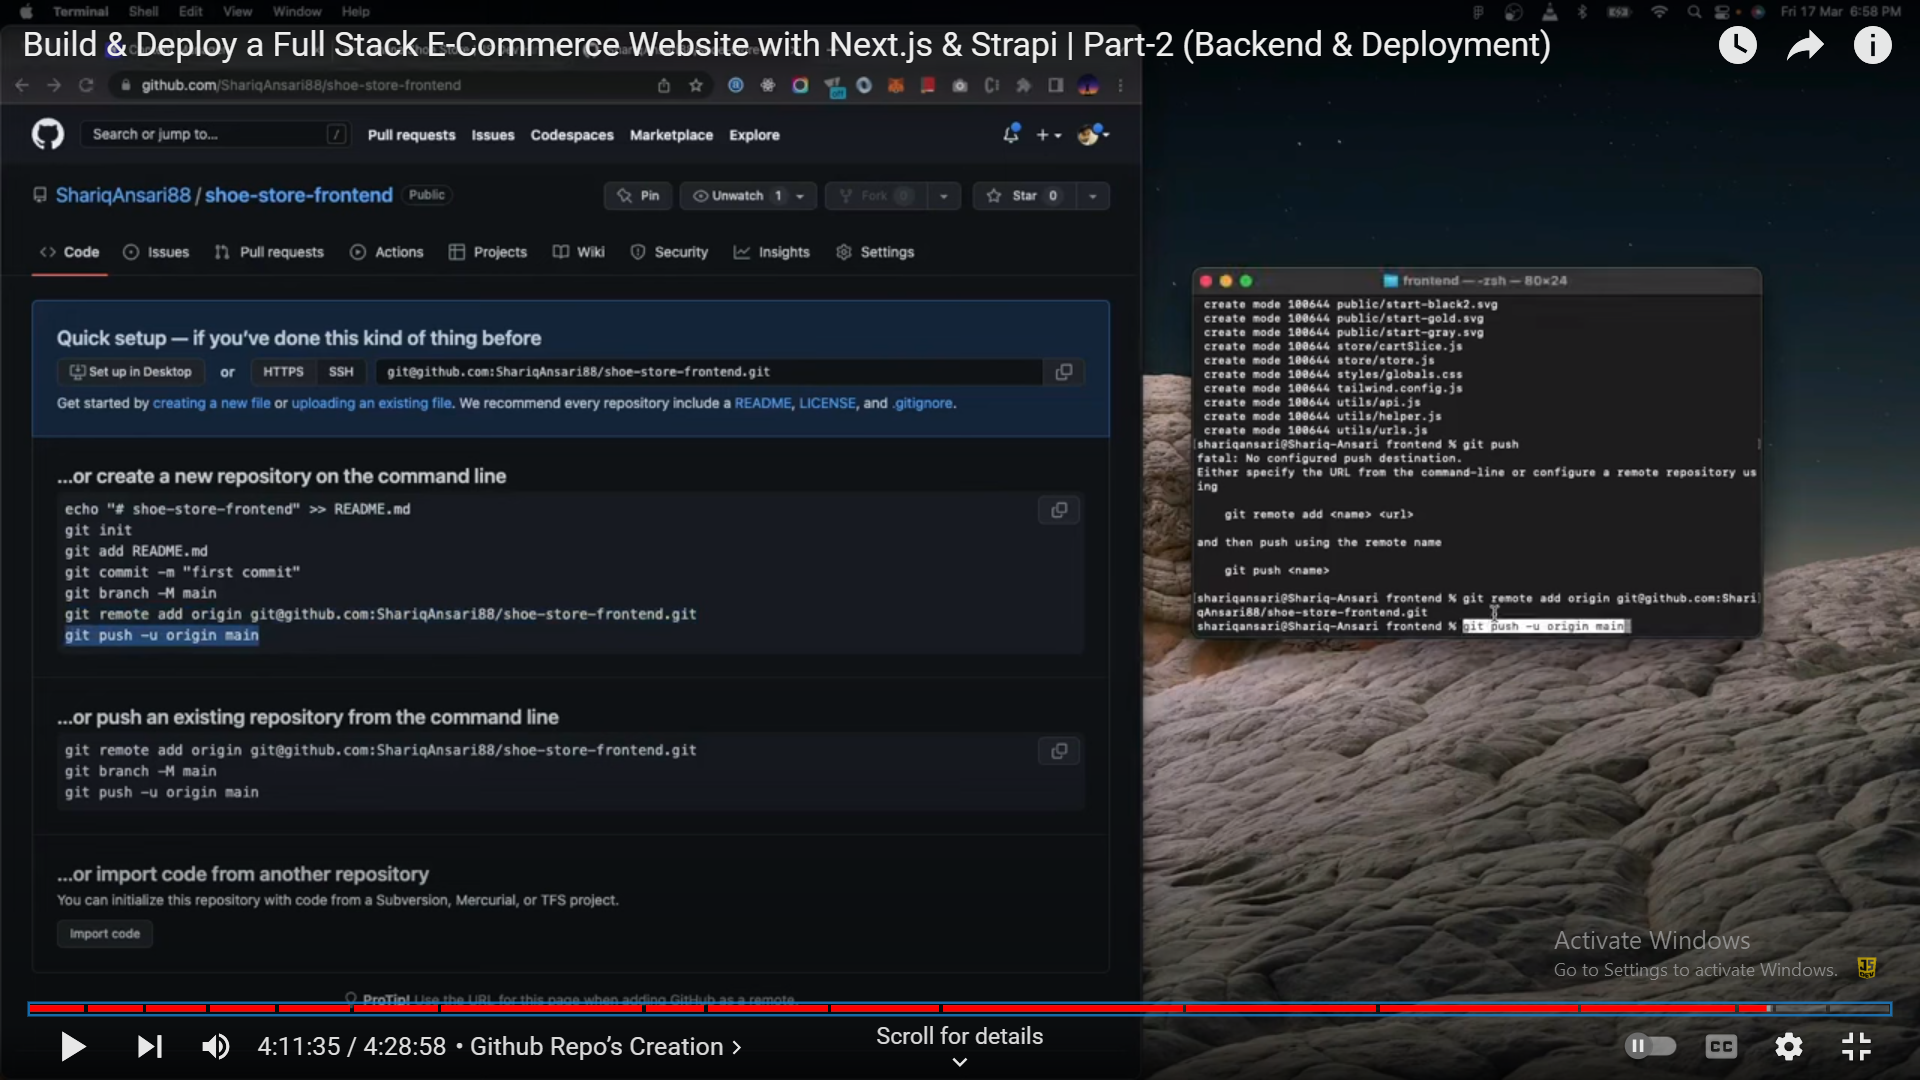 Terminal Shell Edit View Window Help
Fri 17 Mar 6:58 PM
Build & Deploy a Full Stack E-Commerce Website with Next.js & Strapi | Part-2 (Backend & Deployment)
github.com/ShariqAnsari88/shoe-store-frontend
off
Search or jump to... /
Pull requests Issues Codespaces Marketplace Explore
ShariqAnsari88 / shoe-store-frontend Public
Pin Unwatch 1 Fork 0 Star 0
Code Issues Pull requests Actions Projects Wiki Security Insights Settings
Quick setup — if you've done this kind of thing before
Set up in Desktop or HTTPS SSH git@github.com:ShariqAnsari88/shoe-store-frontend.git
Get started by creating a new file or uploading an existing file. We recommend every repository include a README, LICENSE, and .gitignore.
...or create a new repository on the command line
echo "# shoe-store-frontend" >> README.md
git init
git add README.md
git commit -m "first commit"
git branch -M main
git remote add origin git@github.com:ShariqAnsari88/shoe-store-frontend.git
git push -u origin main
...or push an existing repository from the command line
git remote add origin git@github.com:ShariqAnsari88/shoe-store-frontend.git
git branch -M main
git push -u origin main
...or import code from another repository
You can initialize this repository with code from a Subversion, Mercurial, or TFS project.
Import code
ProTip! Use the URL for this page when adding GitHub as a remote.
frontend — -zsh — 80×24
create mode 100644 public/start-black2.svg
create mode 100644 public/start-gold.svg
create mode 100644 public/start-gray.svg
create mode 100644 store/cartSlice.js
create mode 100644 store/store.js
create mode 100644 styles/globals.css
create mode 100644 tailwind.config.js
create mode 100644 utils/api.js
create mode 100644 utils/helper.js
create mode 100644 utils/urls.js
[shariqansari@Shariq-Ansari frontend % git push ]
fatal: No configured push destination.
Either specify the URL from the command-line or configure a remote repository us
ing
git remote add <name> <url>
and then push using the remote name
git push <name>
[shariqansari@Shariq-Ansari frontend % git remote add origin git@github.com:Shari]
qAnsari88/shoe-store-frontend.git
shariqansari@Shariq-Ansari frontend % git push -u origin main
Activate Windows
Go to Settings to activate Windows.
JS
DEV
4:11:35 / 4:28:58 • Github Repo's Creation
Scroll for details
CC